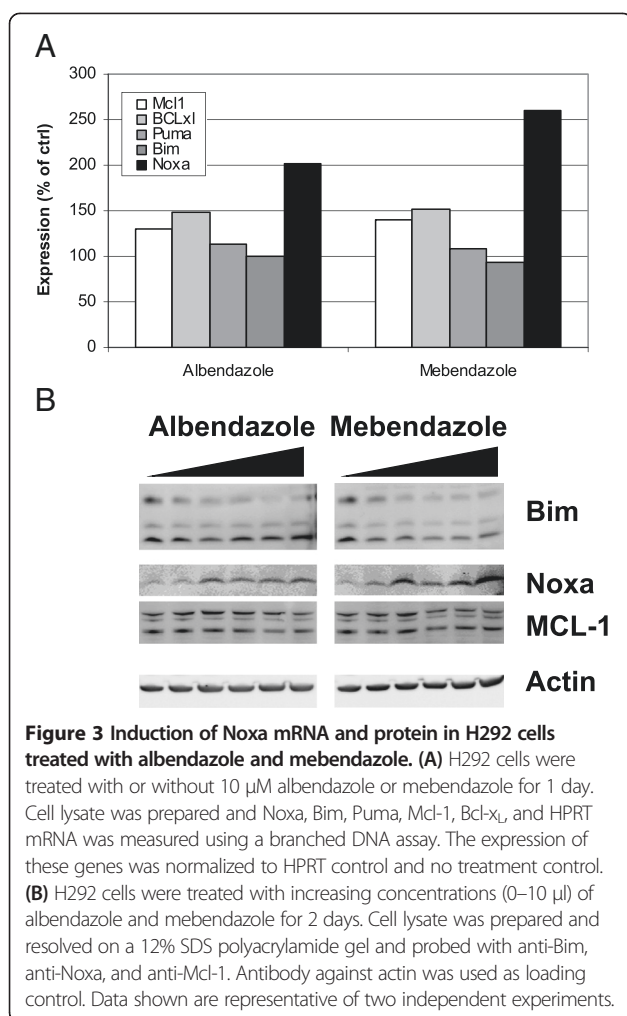 A
300
250
200
150
100
50
0
Expression (% of ctrl)
Mcl1
BCLxl
Puma
Bim
Noxa
Albendazole
Mebendazole
B
Albendazole Mebendazole
Bim
Noxa
MCL-1
Actin
Figure 3 Induction of Noxa mRNA and protein in H292 cells
treated with albendazole and mebendazole. (A) H292 cells were
treated with or without 10 μM albendazole or mebendazole for 1 day.
Cell lysate was prepared and Noxa, Bim, Puma, Mcl-1, Bcl-xL, and HPRT
mRNA was measured using a branched DNA assay. The expression of
these genes was normalized to HPRT control and no treatment control.
(B) H292 cells were treated with increasing concentrations (0–10 μl) of
albendazole and mebendazole for 2 days. Cell lysate was prepared and
resolved on a 12% SDS polyacrylamide gel and probed with anti-Bim,
anti-Noxa, and anti-Mcl-1. Antibody against actin was used as loading
control. Data shown are representative of two independent experiments.